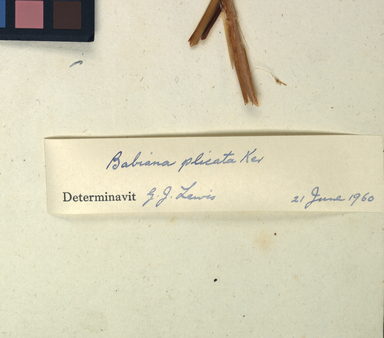 Babiana plicata Ker
Determinavit G. J. Lewis 21 June 1960